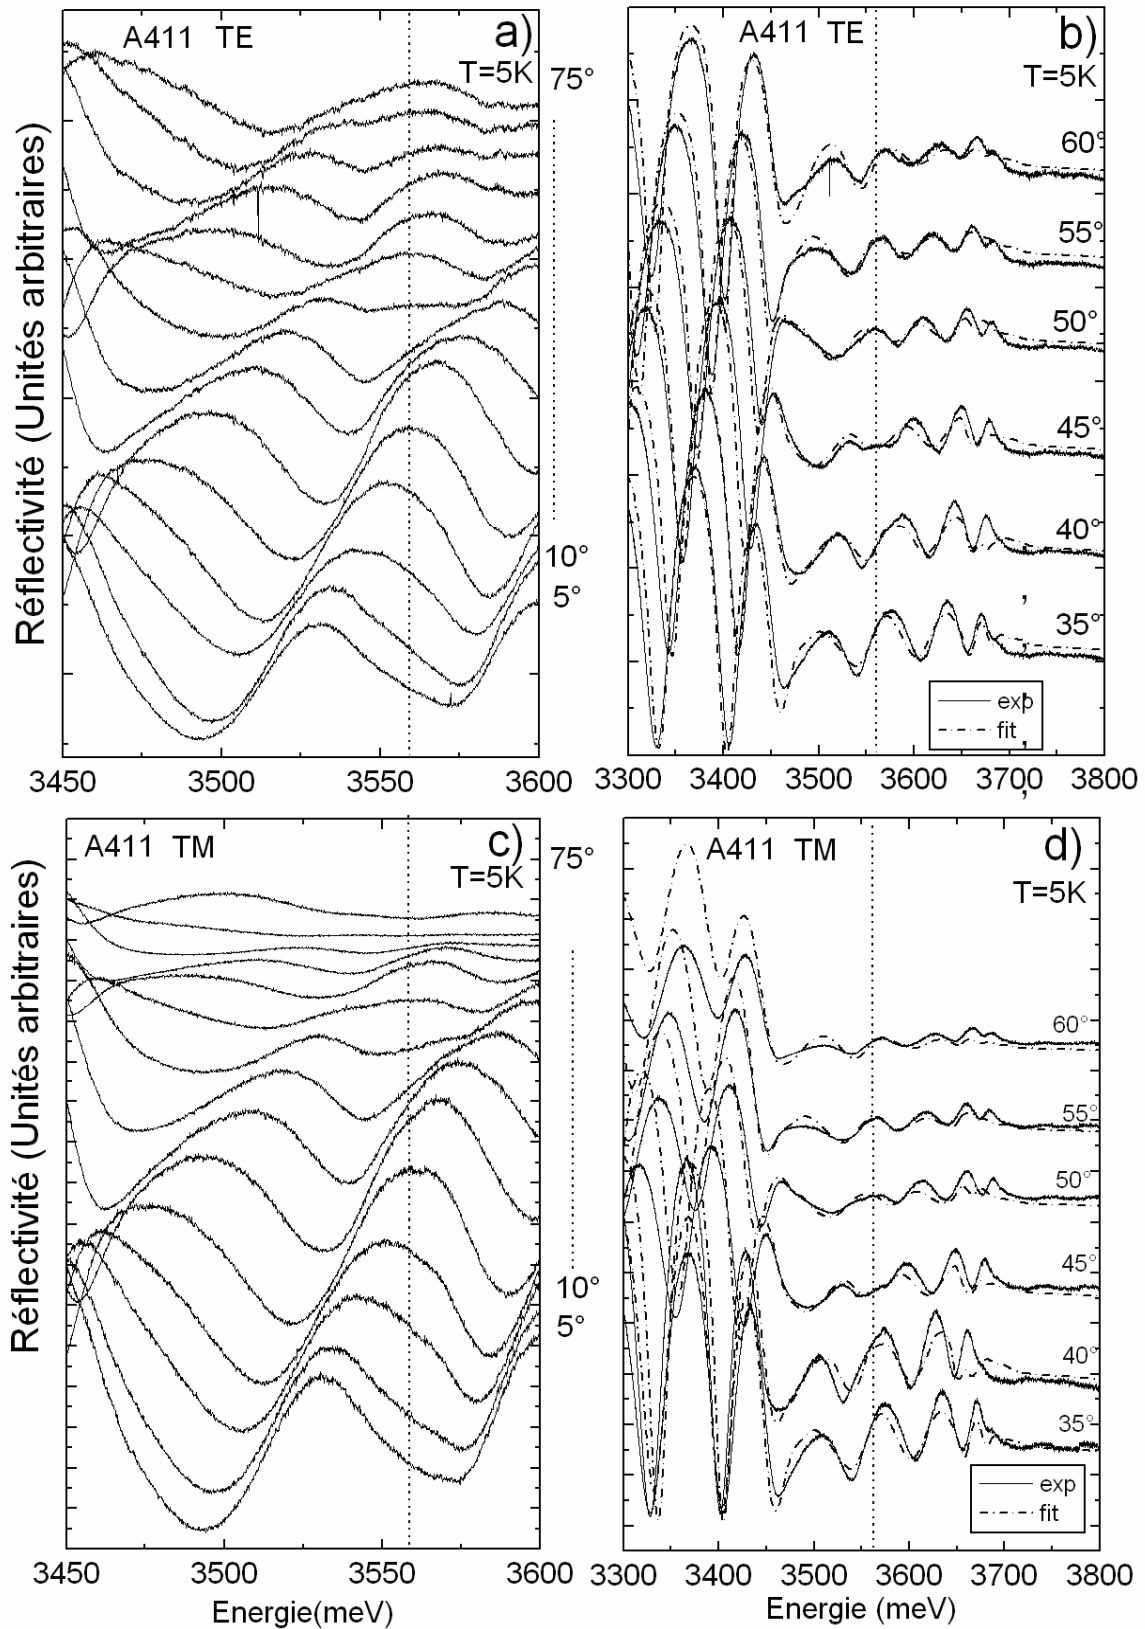 A411 TE
a)
T=5K
75°
10°
5°
Réflectivité (Unités arbitraires)
3450
3500
3550
3600
A411 TE
b)
T=5K
60°
55°
50°
45°
40°
35°
exp
fit
3300
3400
3500
3600
3700
3800
,
,
,
A411 TM
c)
T=5K
75°
10°
5°
Réflectivité (Unités arbitraires)
3450
3500
3550
3600
Energie(meV)
A411 TM
d)
T=5K
60°
55°
50°
45°
40°
35°
exp
fit
3300
3400
3500
3600
3700
3800
Energie (meV)